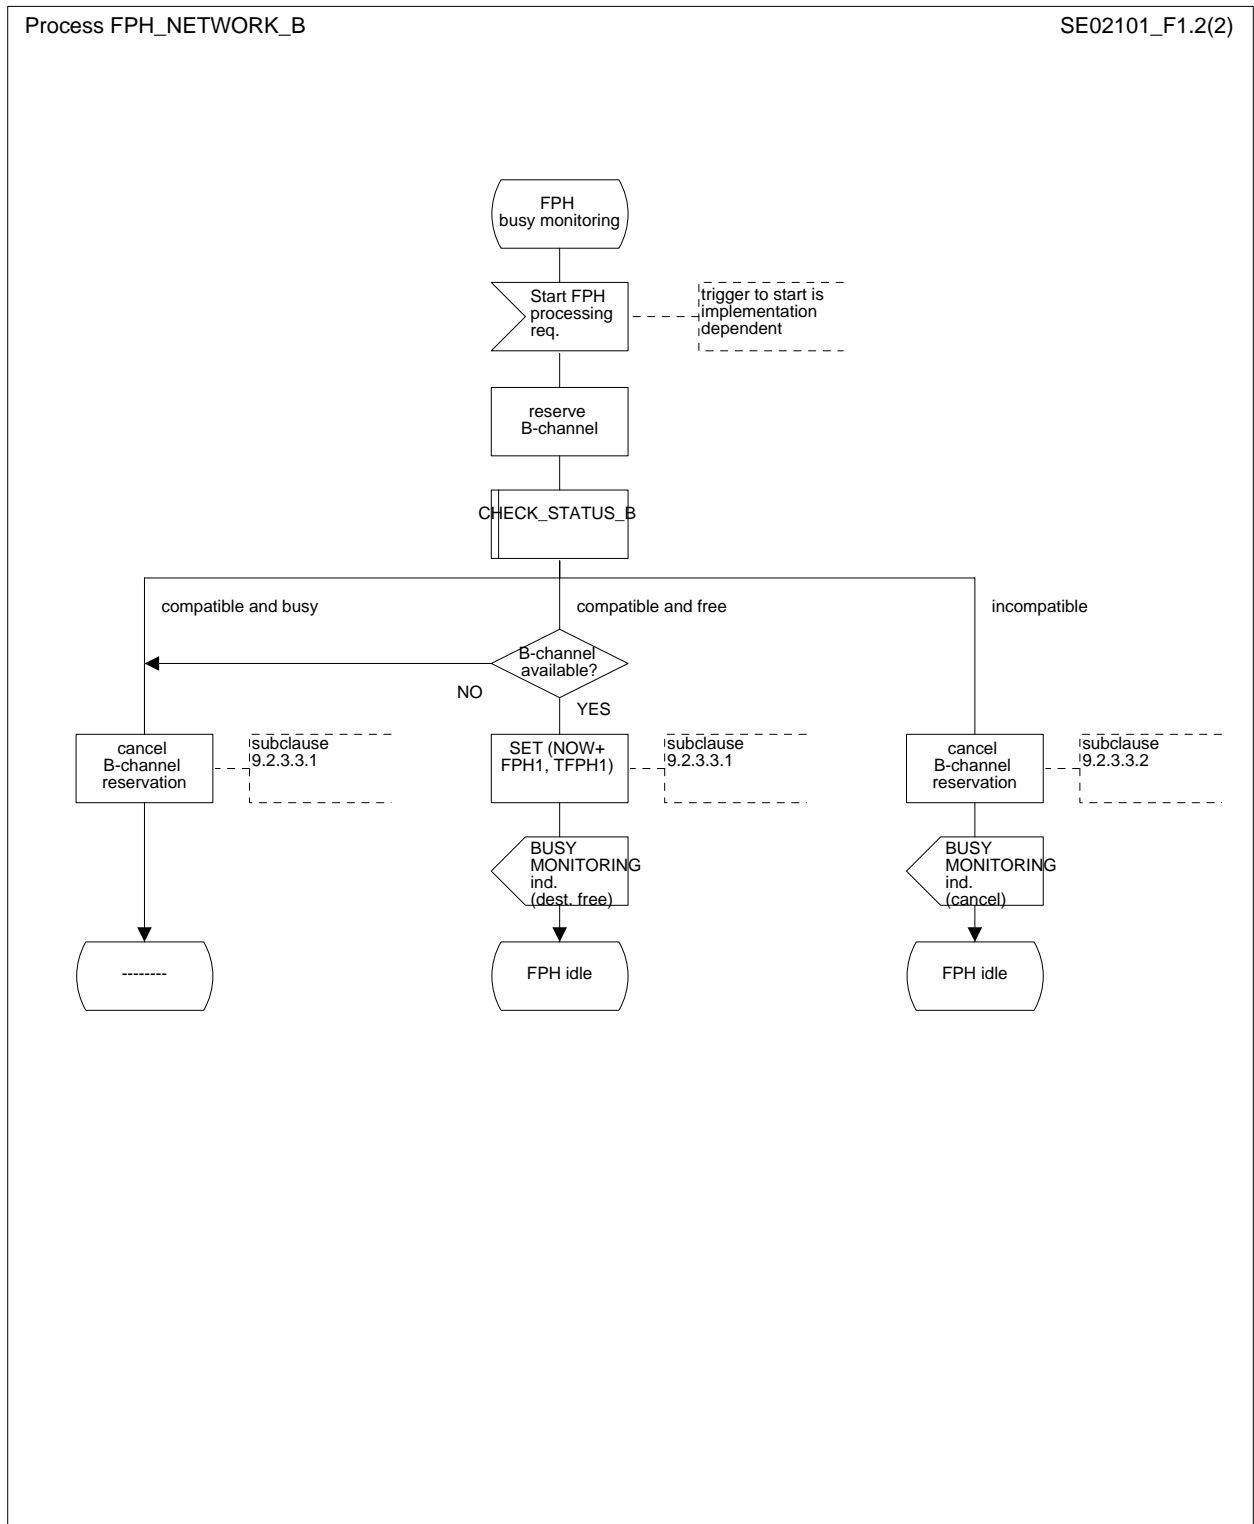 Process FPH_NETWORK_B
SE02101_F1.2(2)
FPH
busy monitoring
Start FPH
processing
req.
trigger to start is
implementation
dependent
reserve
B-channel
CHECK_STATUS_B
compatible and busy
compatible and free
incompatible
B-channel
available?
NO
YES
cancel
B-channel
reservation
subclause
9.2.3.3.1
SET (NOW+
FPH1, TFPH1)
subclause
9.2.3.3.1
cancel
B-channel
reservation
subclause
9.2.3.3.2
BUSY
MONITORING
ind.
(dest. free)
BUSY
MONITORING
ind.
(cancel)
--------
FPH idle
FPH idle